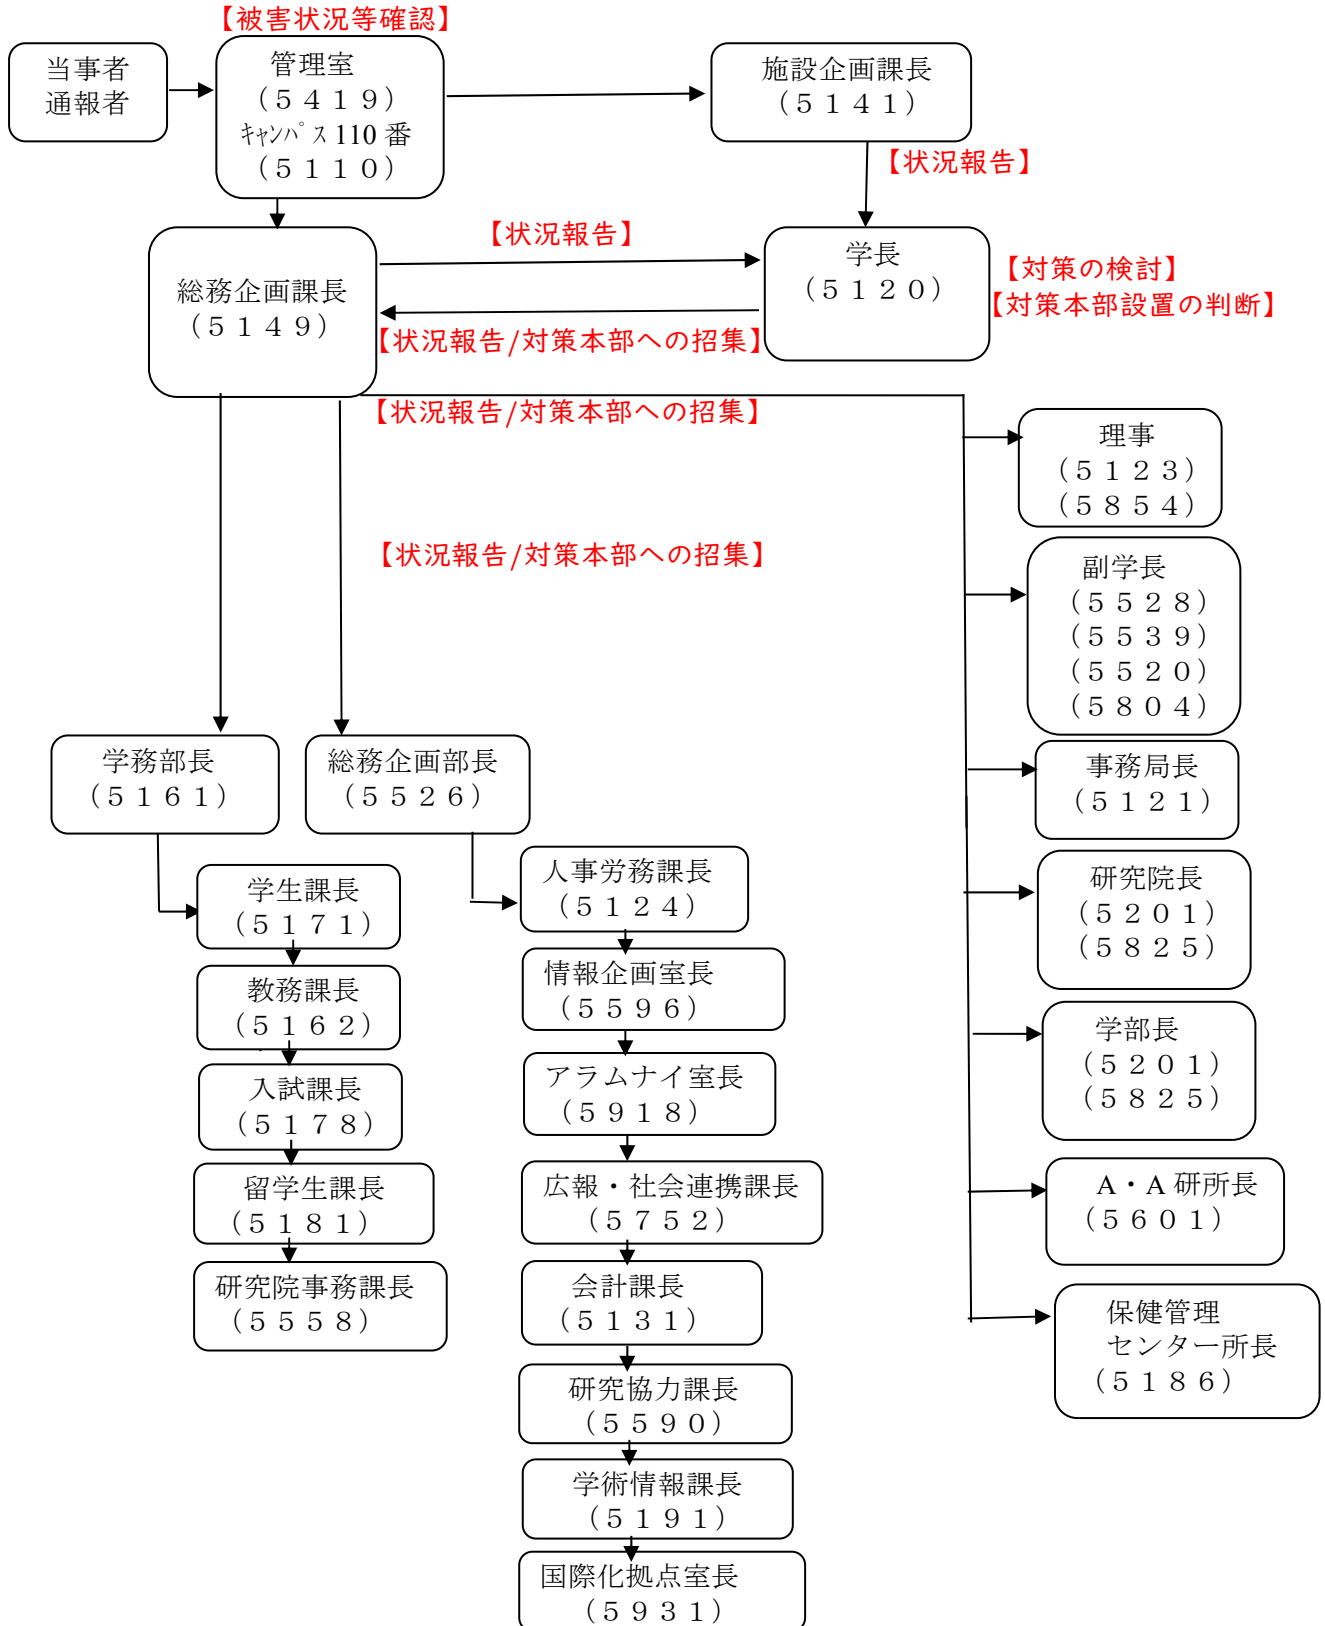 【被害状況等確認】
当事者
通報者
管理室
（５４１９）
ｷｬﾝﾊﾟｽ110番
（５１１０）
施設企画課長
（５１４１）
【状況報告】
総務企画課長
（５１４９）
【状況報告】
学長
（５１２０）
【対策の検討】
【対策本部設置の判断】
【状況報告/対策本部への招集】
【状況報告/対策本部への招集】
【状況報告/対策本部への招集】
理事
（５１２３）
（５８５４）
副学長
（５５２８）
（５５３９）
（５５２０）
（５８０４）
事務局長
（５１２１）
研究院長
（５２０１）
（５８２５）
学部長
（５２０１）
（５８２５）
A・A研所長
（５６０１）
保健管理
センター所長
（５１８６）
学務部長
（５１６１）
学生課長
（５１７１）
教務課長
（５１６２）
入試課長
（５１７８）
留学生課長
（５１８１）
研究院事務課長
（５５５８）
総務企画部長
（５５２６）
人事労務課長
（５１２４）
情報企画室長
（５５９６）
アラムナイ室長
（５９１８）
広報・社会連携課長
（５７５２）
会計課長
（５１３１）
研究協力課長
（５５９０）
学術情報課長
（５１９１）
国際化拠点室長
（５９３１）